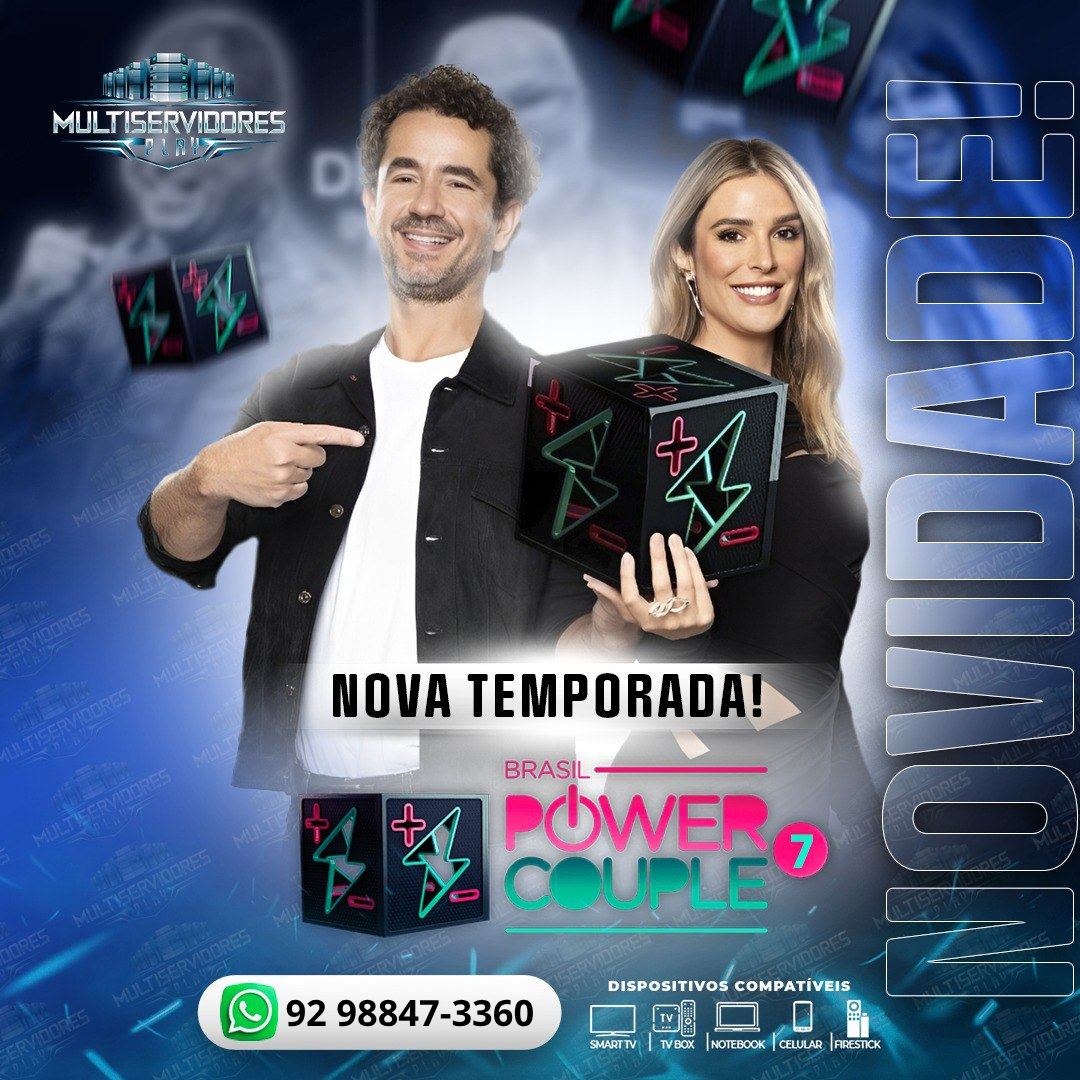 MULTISERVIDORES
PLAY
NOVIDADE!
NOVA TEMPORADA!
BRASIL
POWER
COUPLE
7
92 98847-3360
DISPOSITIVOS COMPATÍVEIS
TV
SMART TV | TV BOX | NOTEBOOK | CELULAR | FIRESTICK